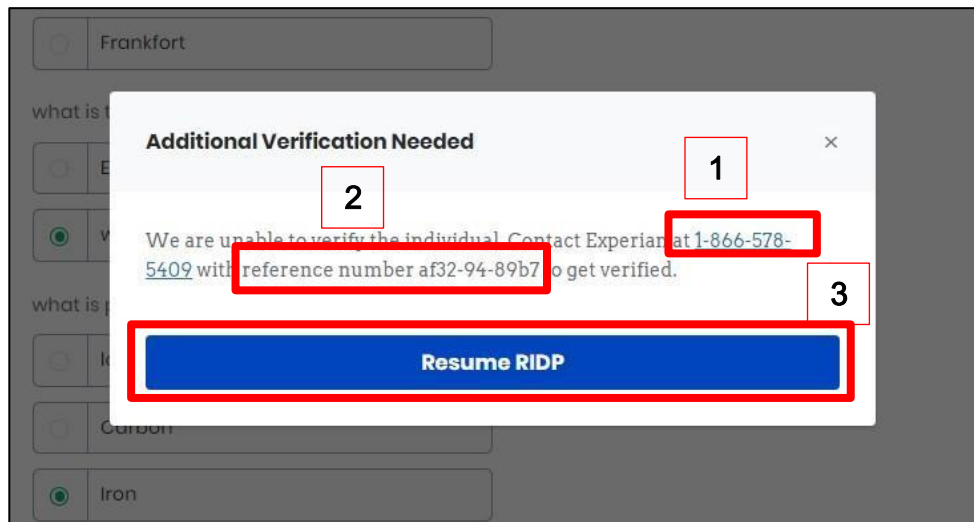 Frankfort
what is t
Additional Verification Needed
×
1
2
We are unable to verify the individual. Contact Experian at 1-866-578-
5409 with reference number af32-94-89b7 to get verified.
what is p
3
Resume RIDP
Carbon
Iron